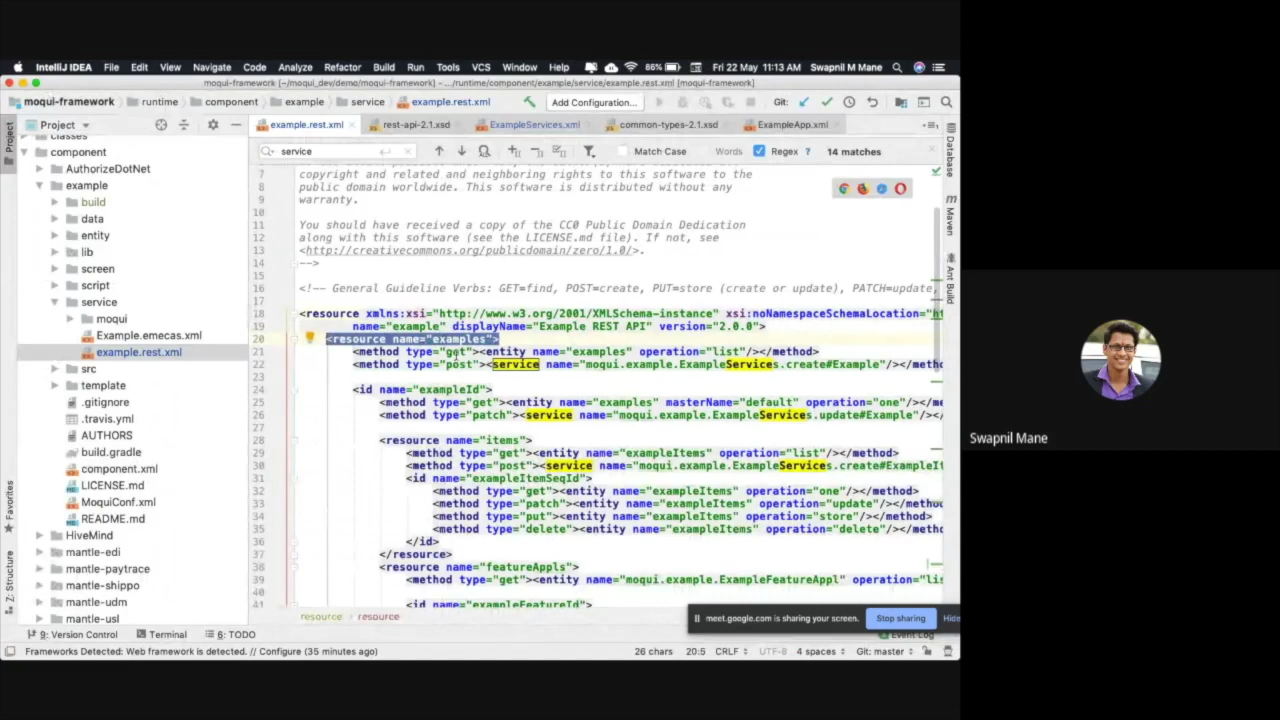 IntelliJ IDEA File Edit View Navigate Code Analyze Refactor Build Run Tools VCS Window Help 86% Fri 22 May 11:13 AM Swapnil M Mane
moqui-framework [~/moqui_dev/demo/moqui-framework] - .../runtime/component/example/service/example.rest.xml [moqui-framework]
moqui-framework runtime component example service example.rest.xml Add Configuration... Git:
Project example.rest.xml rest-api-2.1.xsd ExampleServices.xml common-types-2.1.xsd ExampleApp.xml
service Match Case Words Regex ? 14 matches
Project
Favorites
Z: Structure
Database
Maven
Ant Build
classes
component
AuthorizeDotNet
example
build
data
entity
lib
screen
script
service
moqui
Example.emecas.xml
example.rest.xml
src
template
.gitignore
.travis.yml
AUTHORS
build.gradle
component.xml
LICENSE.md
MoquiConf.xml
README.md
HiveMind
mantle-edi
mantle-paytrace
mantle-shippo
mantle-udm
mantle-usl
7 copyright and related and neighboring rights to this software to the
8 public domain worldwide. This software is distributed without any
9 warranty.
10
11 You should have received a copy of the CC0 Public Domain Dedication
12 along with this software (see the LICENSE.md file). If not, see
13 <http://creativecommons.org/publicdomain/zero/1.0/>.
14 -->
15
16 <!-- General Guideline Verbs: GET=find, POST=create, PUT=store (create or update), PATCH=update,
17
18 <resource xmlns:xsi="http://www.w3.org/2001/XMLSchema-instance" xsi:noNamespaceSchemaLocation="ht
19 name="example" displayName="Example REST API" version="2.0.0">
20 <resource name="examples">
21 <method type="get"><entity name="examples" operation="list"/></method>
22 <method type="post"><service name="moqui.example.ExampleServices.create#Example"/></method
23
24 <id name="exampleId">
25 <method type="get"><entity name="examples" masterName="default" operation="one"/></me
26 <method type="patch"><service name="moqui.example.ExampleServices.update#Example"/></
27
28 <resource name="items">
29 <method type="get"><entity name="exampleItems" operation="list"/></method>
30 <method type="post"><service name="moqui.example.ExampleServices.create#ExampleIt
31 <id name="exampleItemSeqId">
32 <method type="get"><entity name="exampleItems" operation="one"/></method>
33 <method type="patch"><entity name="exampleItems" operation="update"/></method>
34 <method type="put"><entity name="exampleItems" operation="store"/></method>
35 <method type="delete"><entity name="exampleItems" operation="delete"/></method>
36 </id>
37 </resource>
38 <resource name="featureAppls">
39 <method type="get"><entity name="moqui.example.ExampleFeatureAppl" operation="lis
40
41 <id name="exampleFeatureId">
resource resource
meet.google.com is sharing your screen. Stop sharing Hide
9: Version Control Terminal 6: TODO Event Log
Frameworks Detected: Web framework is detected. // Configure (35 minutes ago) 26 chars 20:5 CRLF UTF-8 4 spaces Git: master
Swapnil Mane